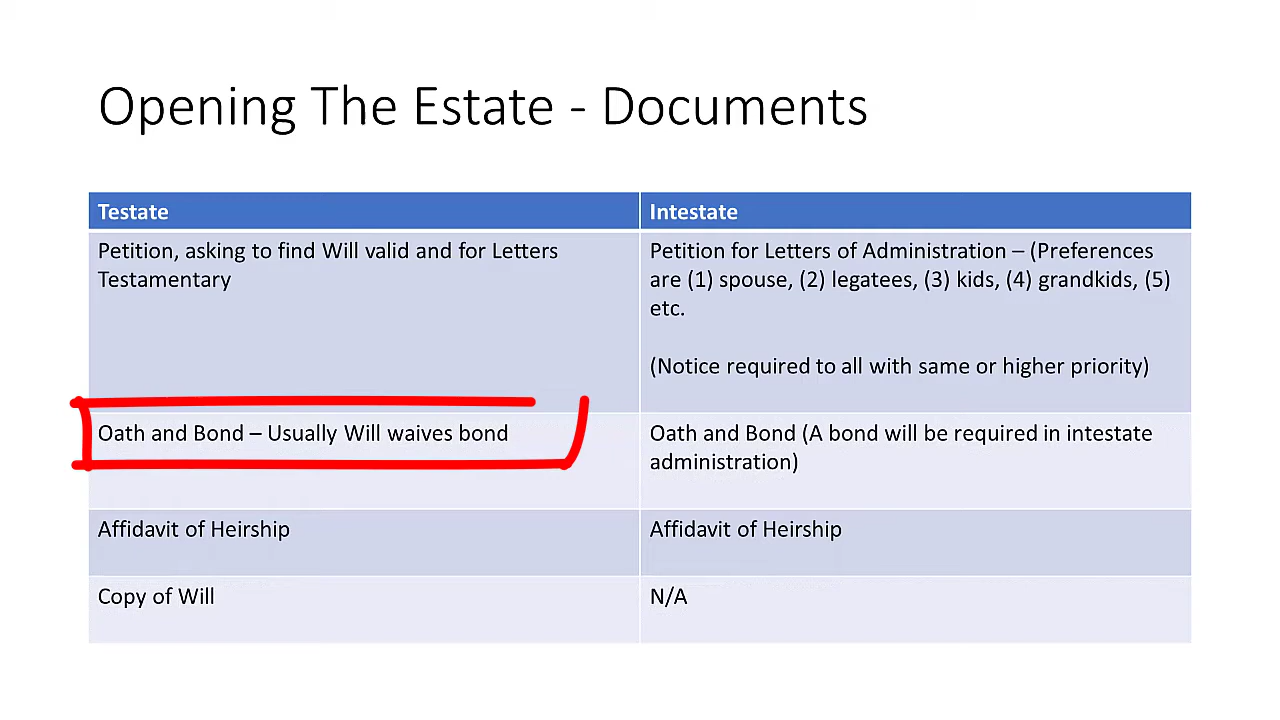 Opening The Estate - Documents
Testate
Intestate
Petition, asking to find Will valid and for Letters
Testamentary
Petition for Letters of Administration – (Preferences
are (1) spouse, (2) legatees, (3) kids, (4) grandkids, (5)
etc.
(Notice required to all with same or higher priority)
Oath and Bond – Usually Will waives bond
Oath and Bond (A bond will be required in intestate
administration)
Affidavit of Heirship
Affidavit of Heirship
Copy of Will
N/A